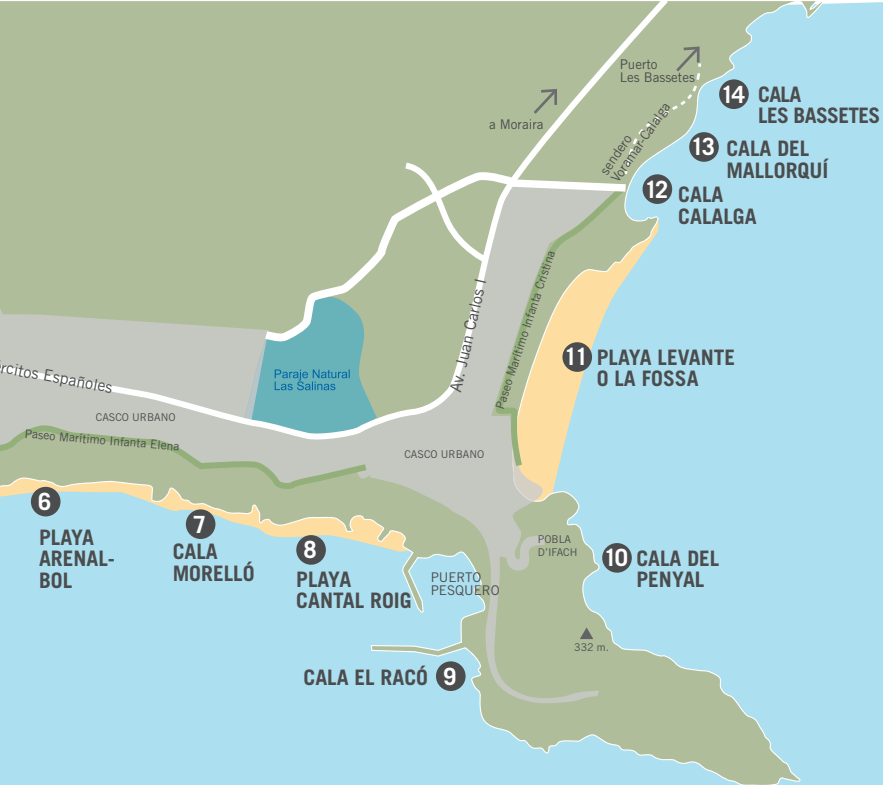 Puerto
Les Bassetes
14
CALA
LES BASSETES
a Moraira
sendero
Voramar-Calalga
13
CALA DEL
MALLORQUÍ
12
CALA
CALALGA
Av. Juan Carlos I
Paseo Marítimo Infanta Cristina
11
PLAYA LEVANTE
O LA FOSSA
Paraje Natural
Las Salinas
Españoles
CASCO URBANO
Paseo Marítimo Infanta Elena
CASCO URBANO
6
PLAYA
ARENAL-
BOL
7
CALA
MORELLÓ
8
PLAYA
CANTAL ROIG
PUERTO
PESQUERO
POBLA
D'IFACH
10
CALA DEL
PENYAL
332 m.
CALA EL RACÓ
9